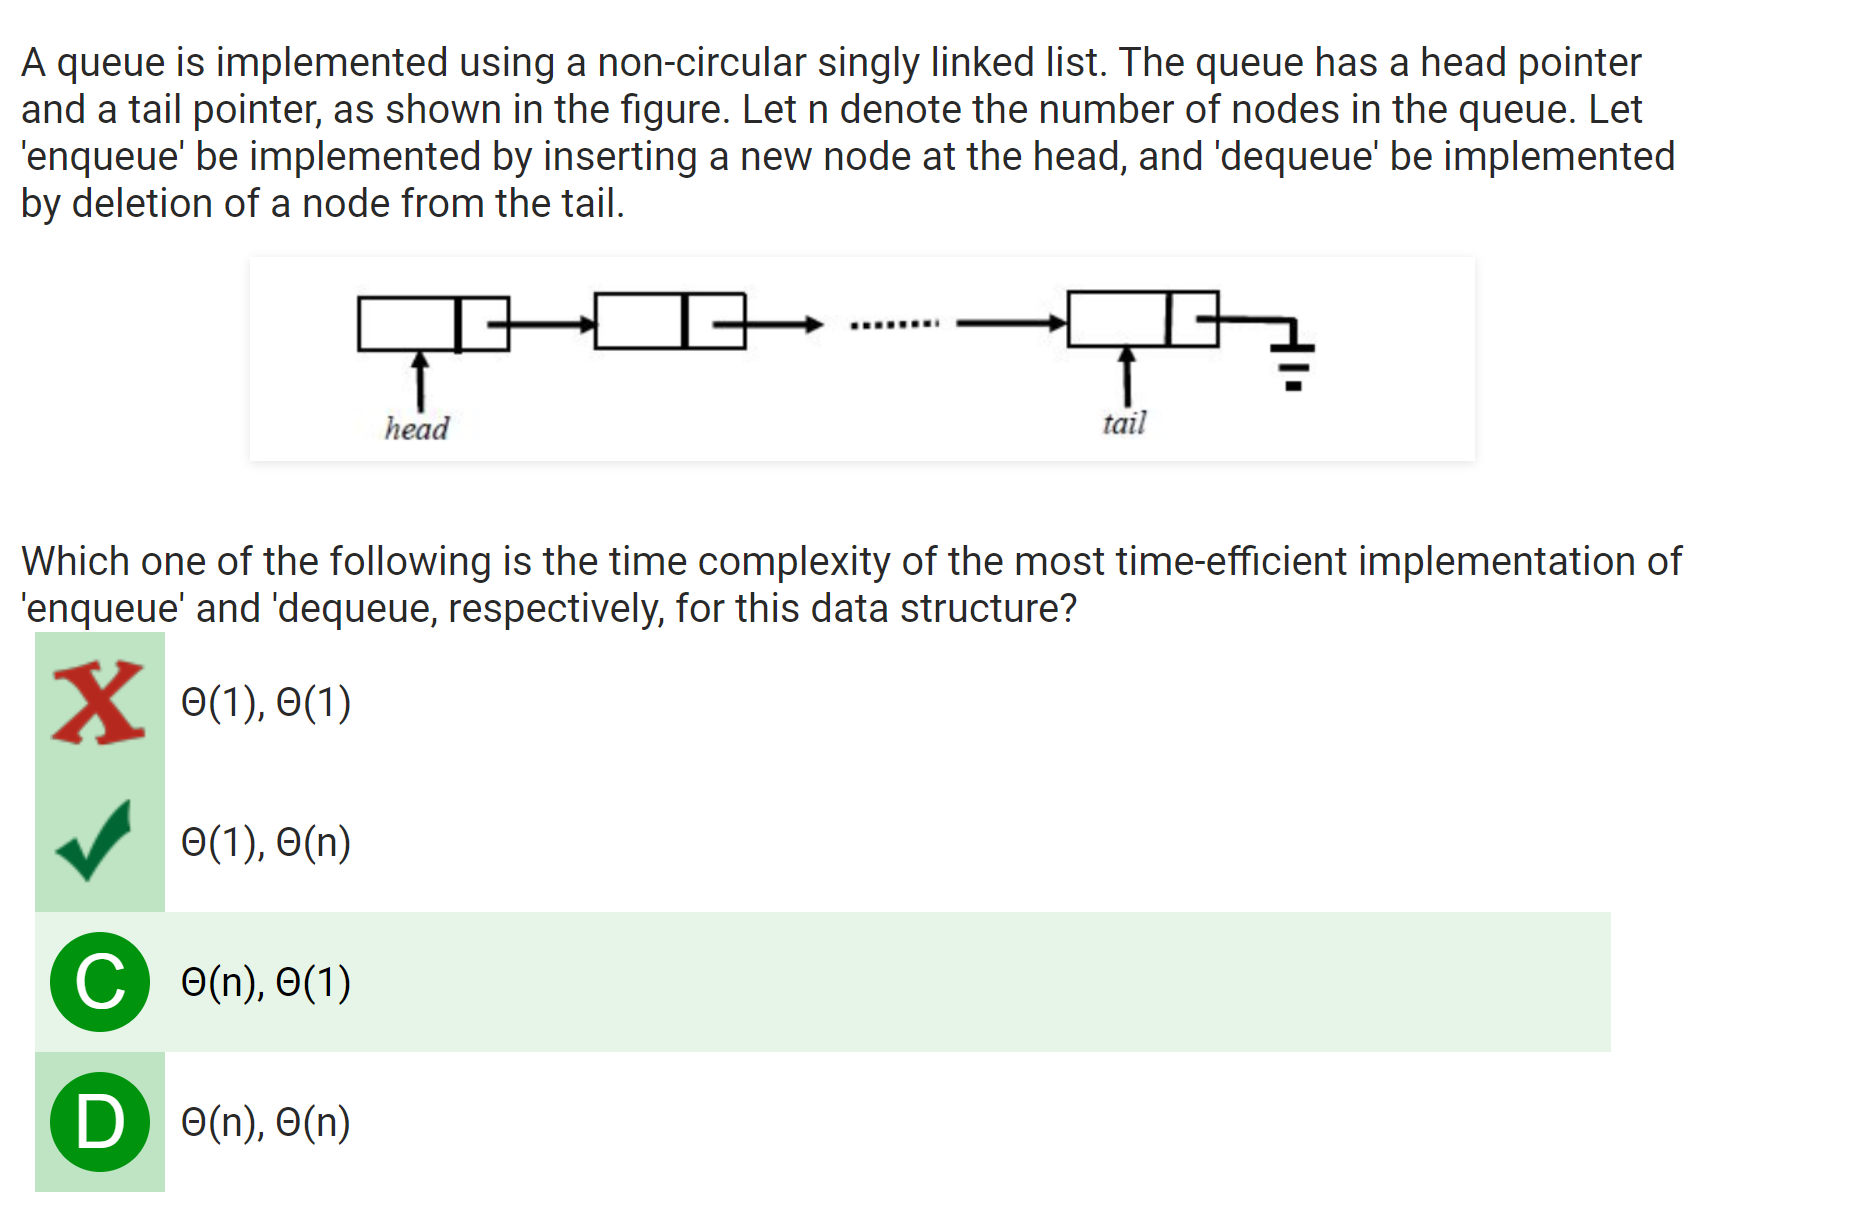 A queue is implemented using a non-circular singly linked list. The queue has a head pointer
and a tail pointer, as shown in the figure. Let n denote the number of nodes in the queue. Let
'enqueue' be implemented by inserting a new node at the head, and 'dequeue' be implemented
by deletion of a node from the tail.
head
tail
Which one of the following is the time complexity of the most time-efficient implementation of
'enqueue' and 'dequeue, respectively, for this data structure?
Θ(1), Θ(1)
Θ(1), Θ(n)
C Θ(n), Θ(1)
D Θ(n), Θ(n)